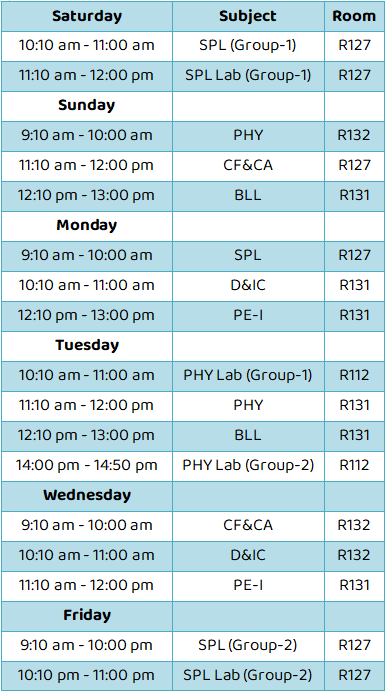 Saturday Subject Room
10:10 am - 11:00 am SPL (Group-1) R127
11:10 am - 12:00 pm SPL Lab (Group-1) R127
Sunday
9:10 am - 10:00 am PHY R132
11:10 am - 12:00 pm CF&CA R127
12:10 pm - 13:00 pm BLL R131
Monday
9:10 am - 10:00 am SPL R127
10:10 am - 11:00 am D&IC R131
12:10 pm - 13:00 pm PE-I R131
Tuesday
10:10 am - 11:00 am PHY Lab (Group-1) R112
11:10 am - 12:00 pm PHY R131
12:10 pm - 13:00 pm BLL R131
14:00 pm - 14:50 pm PHY Lab (Group-2) R112
Wednesday
9:10 am - 10:00 am CF&CA R132
10:10 am - 11:00 am D&IC R132
11:10 am - 12:00 pm PE-I R131
Friday
9:10 am - 10:00 pm SPL (Group-2) R127
10:10 pm - 11:00 pm SPL Lab (Group-2) R127